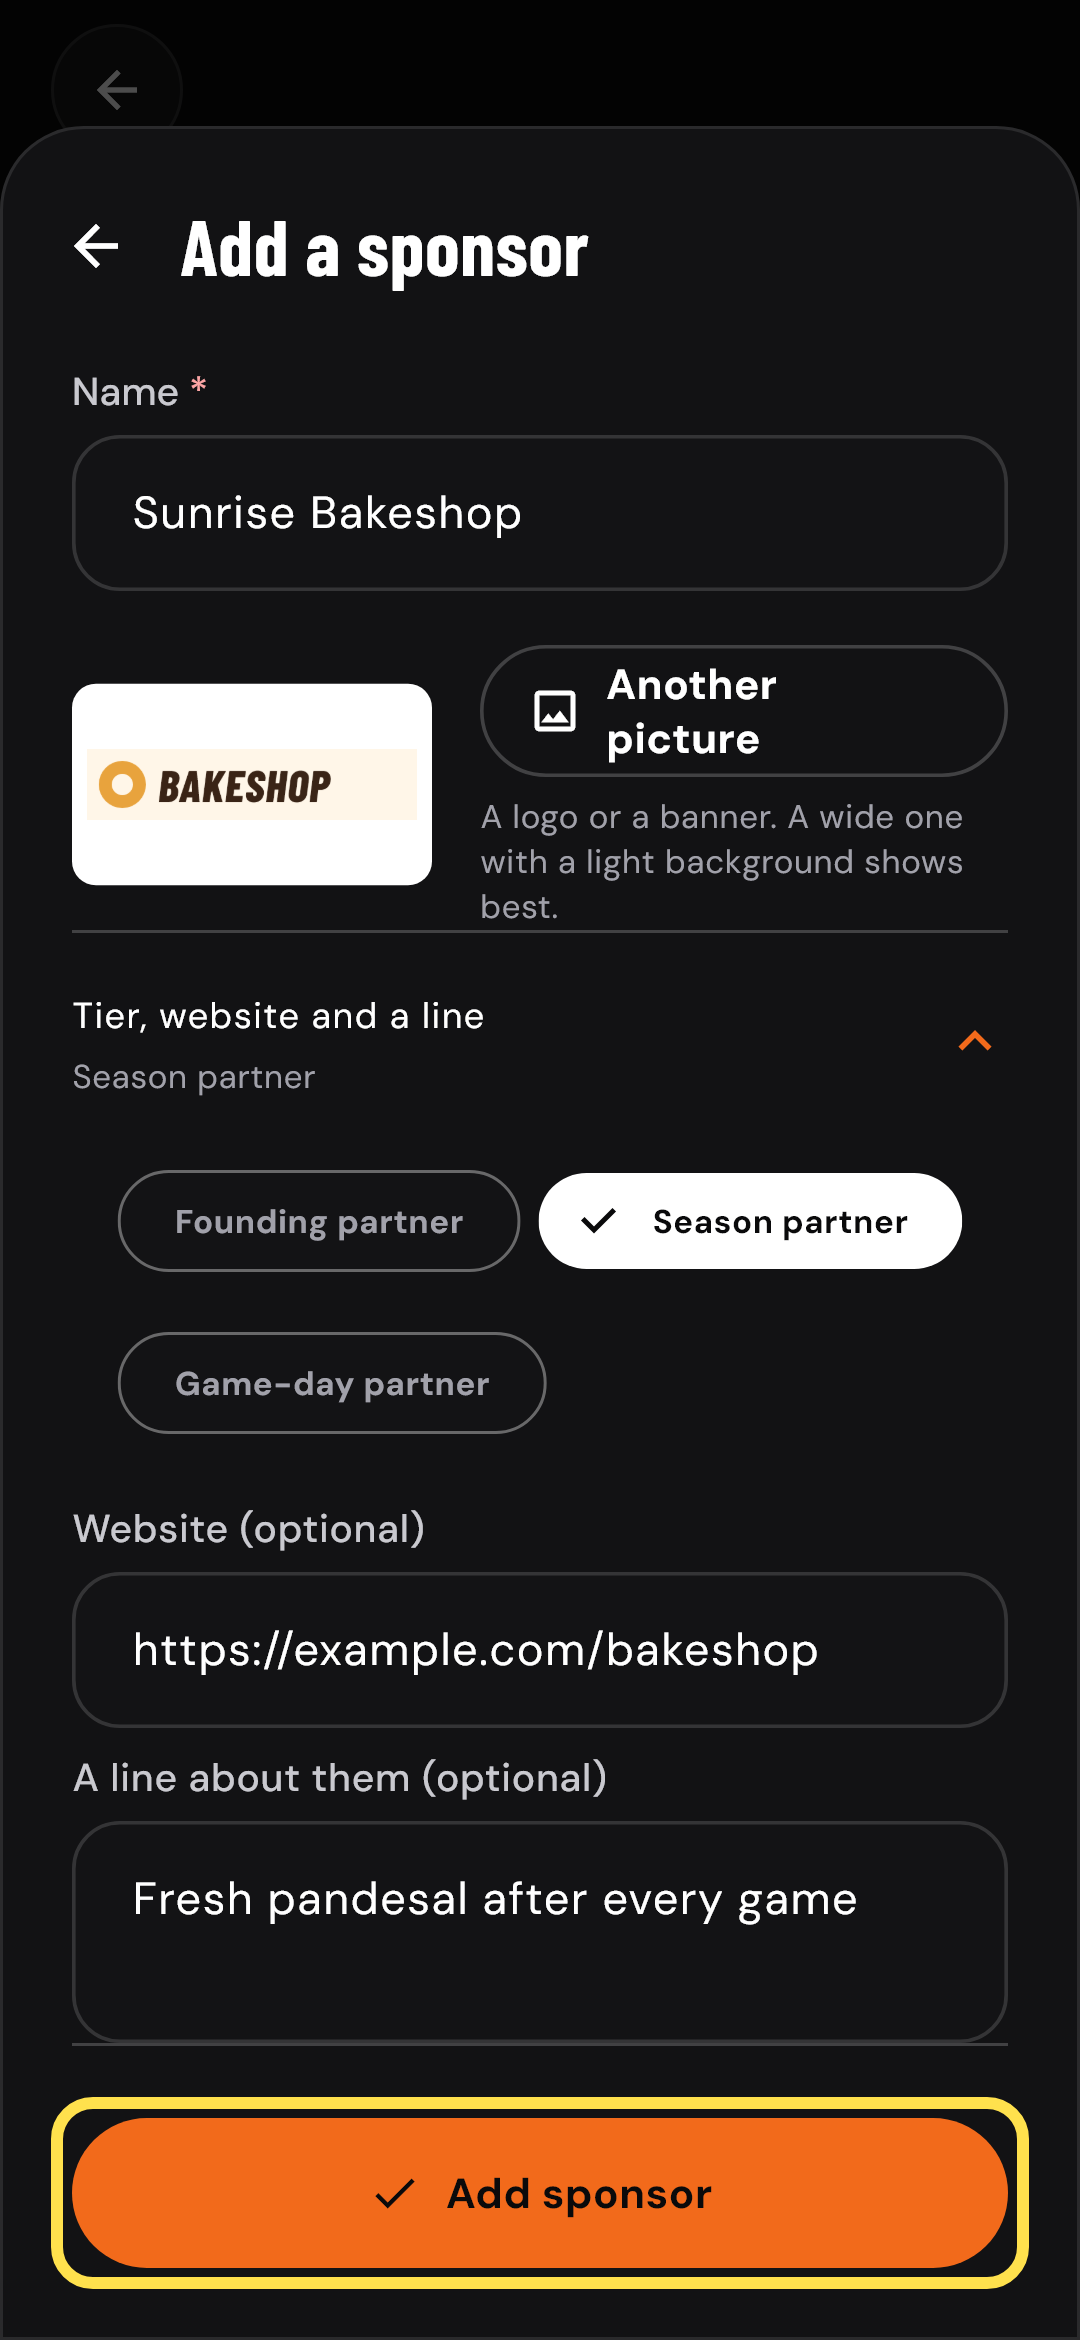 Add a sponsor
Name *
Sunrise Bakeshop
BAKESHOP
Another
picture
A logo or a banner. A wide one
with a light background shows
best.
Tier, website and a line
Season partner
Founding partner
Season partner
Game-day partner
Website (optional)
https://example.com/bakeshop
A line about them (optional)
Fresh pandesal after every game
Add sponsor